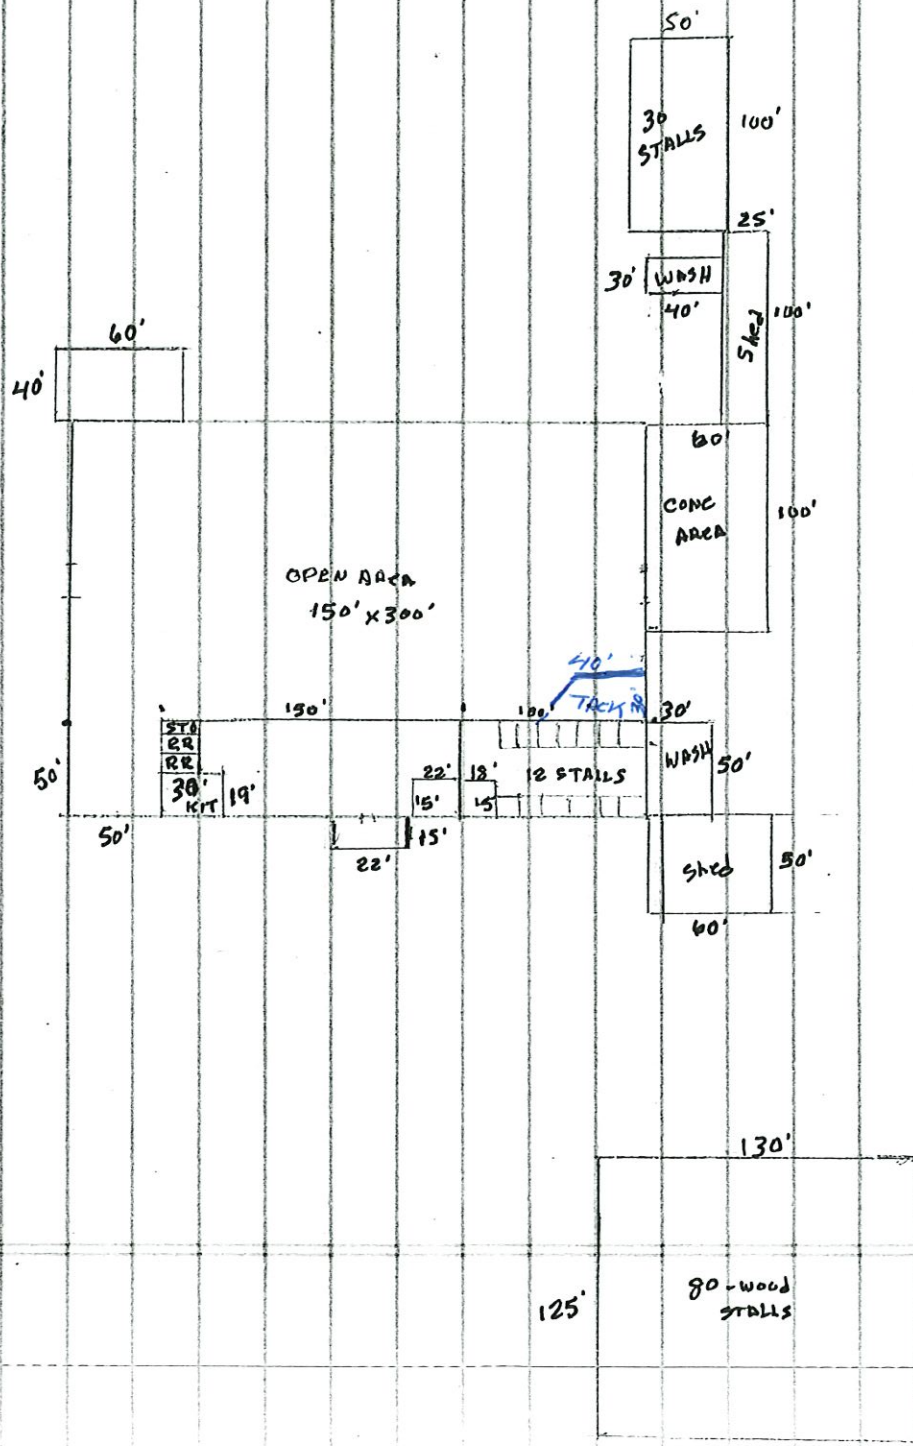 50'
30
STALLS
100'
25'
30'
WASH
40'
Shed
100'
60'
40'
60'
CONC
AREA
100'
OPEN AREA
150' x 300'
40'
TACK
150'
100'
30'
STO
RR
RR
30'
KIT
19'
50'
50'
22'
15'
18'
15
12 STALLS
WASH
50'
15'
22'
Shed
50'
60'
130'
125'
80-wood
STALLS